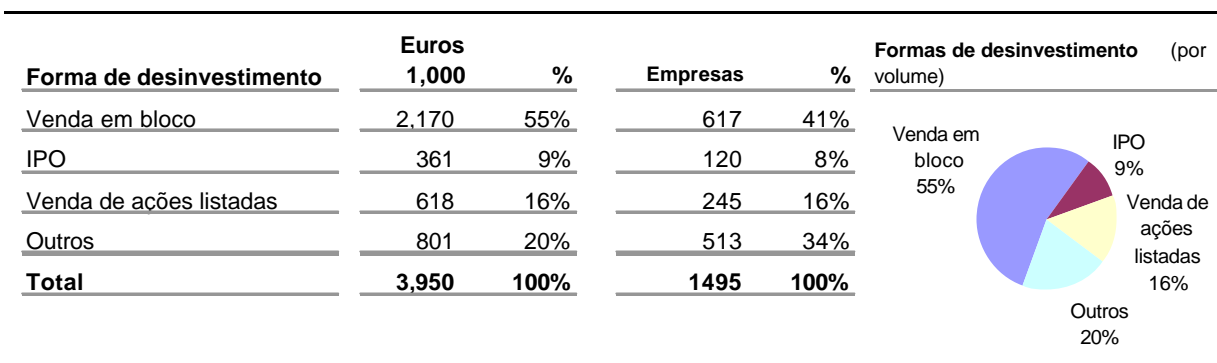 Forma de desinvestimento Euros 1,000 % Empresas %
Venda em bloco 2,170 55% 617 41%
IPO 361 9% 120 8%
Venda de ações listadas 618 16% 245 16%
Outros 801 20% 513 34%
Total 3,950 100% 1495 100%
Formas de desinvestimento (por
volume)
Venda em
bloco
55%
IPO
9%
Venda de
ações
listadas
16%
Outros
20%